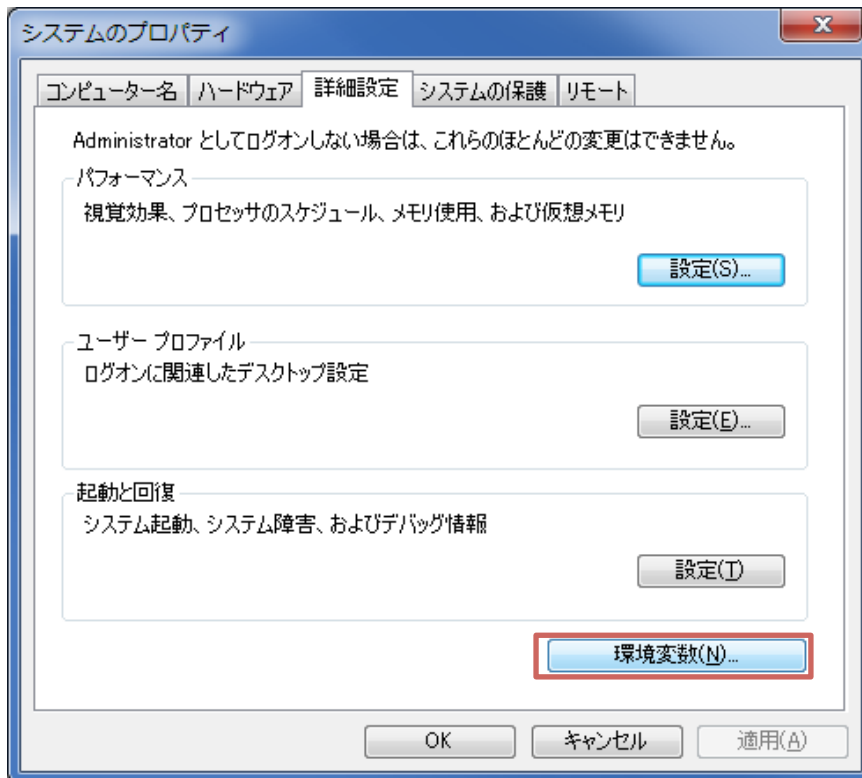 システムのプロパティ
コンピューター名 ハードウェア 詳細設定 システムの保護 リモート
Administrator としてログオンしない場合は、これらのほとんどの変更はできません。
パフォーマンス
視覚効果、プロセッサのスケジュール、メモリ使用、および仮想メモリ
設定(S)...
ユーザー プロファイル
ログオンに関連したデスクトップ設定
設定(E)...
起動と回復
システム起動、システム障害、およびデバッグ情報
設定(T)
環境変数(N)...
OK キャンセル 適用(A)